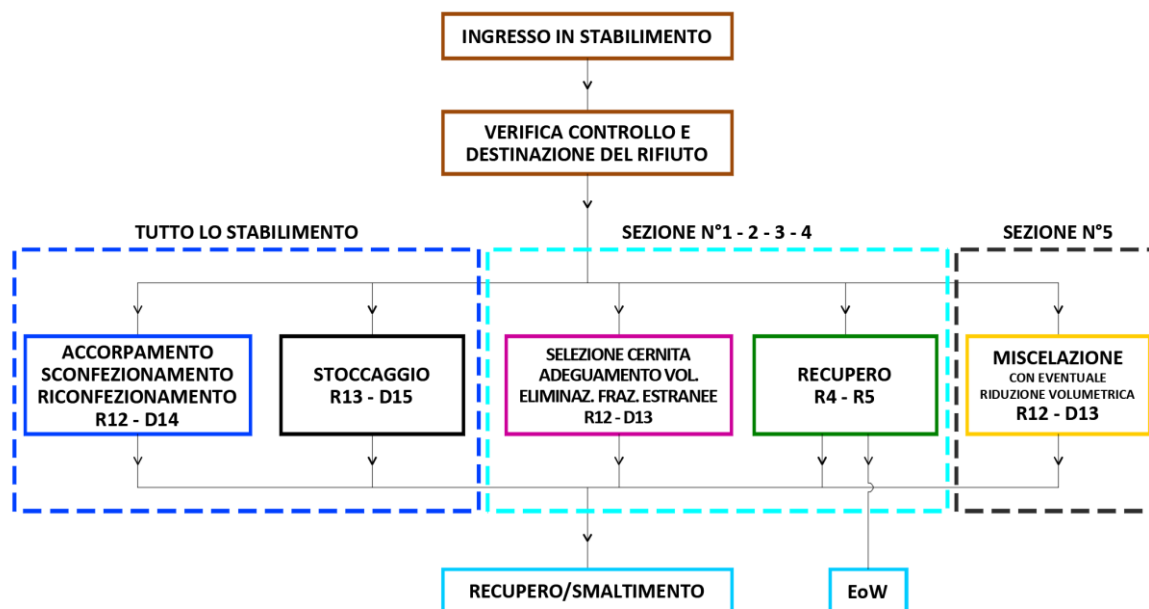 INGRESSO IN STABILIMENTO
VERIFICA CONTROLLO E
DESTINAZIONE DEL RIFIUTO
TUTTO LO STABILIMENTO
SEZIONE N°1 - 2 - 3 - 4
SEZIONE N°5
ACCORPAMENTO
SCONFEZIONAMENTO
RICONFEZIONAMENTO
R12 - D14
STOCCAGGIO
R13 - D15
SELEZIONE CERNITA
ADEGUAMENTO VOL.
ELIMINAZ. FRAZ. ESTRANEE
R12 - D13
RECUPERO
R4 - R5
MISCELAZIONE
CON EVENTUALE
RIDUZIONE VOLUMETRICA
R12 - D13
RECUPERO/SMALTIMENTO
EoW